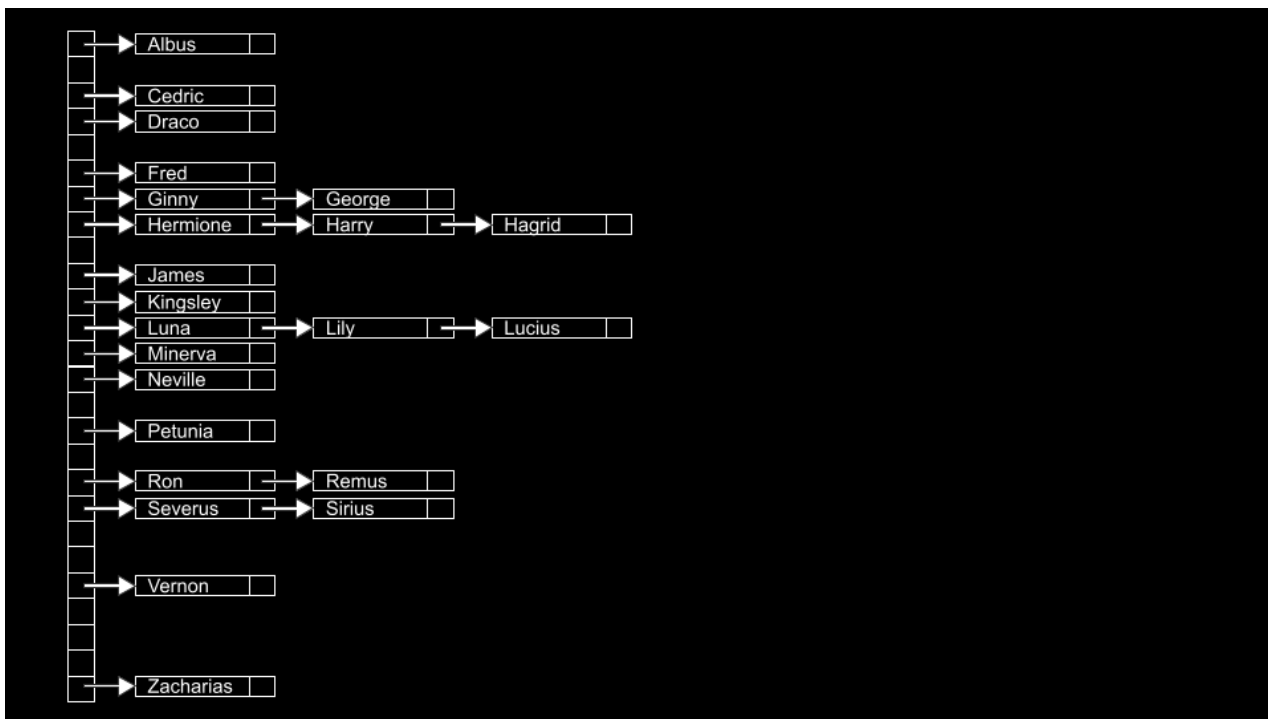 Albus
Cedric
Draco
Fred
Ginny George
Hermione Harry Hagrid
James
Kingsley
Luna Lily Lucius
Minerva
Neville
Petunia
Ron Remus
Severus Sirius
Vernon
Zacharias